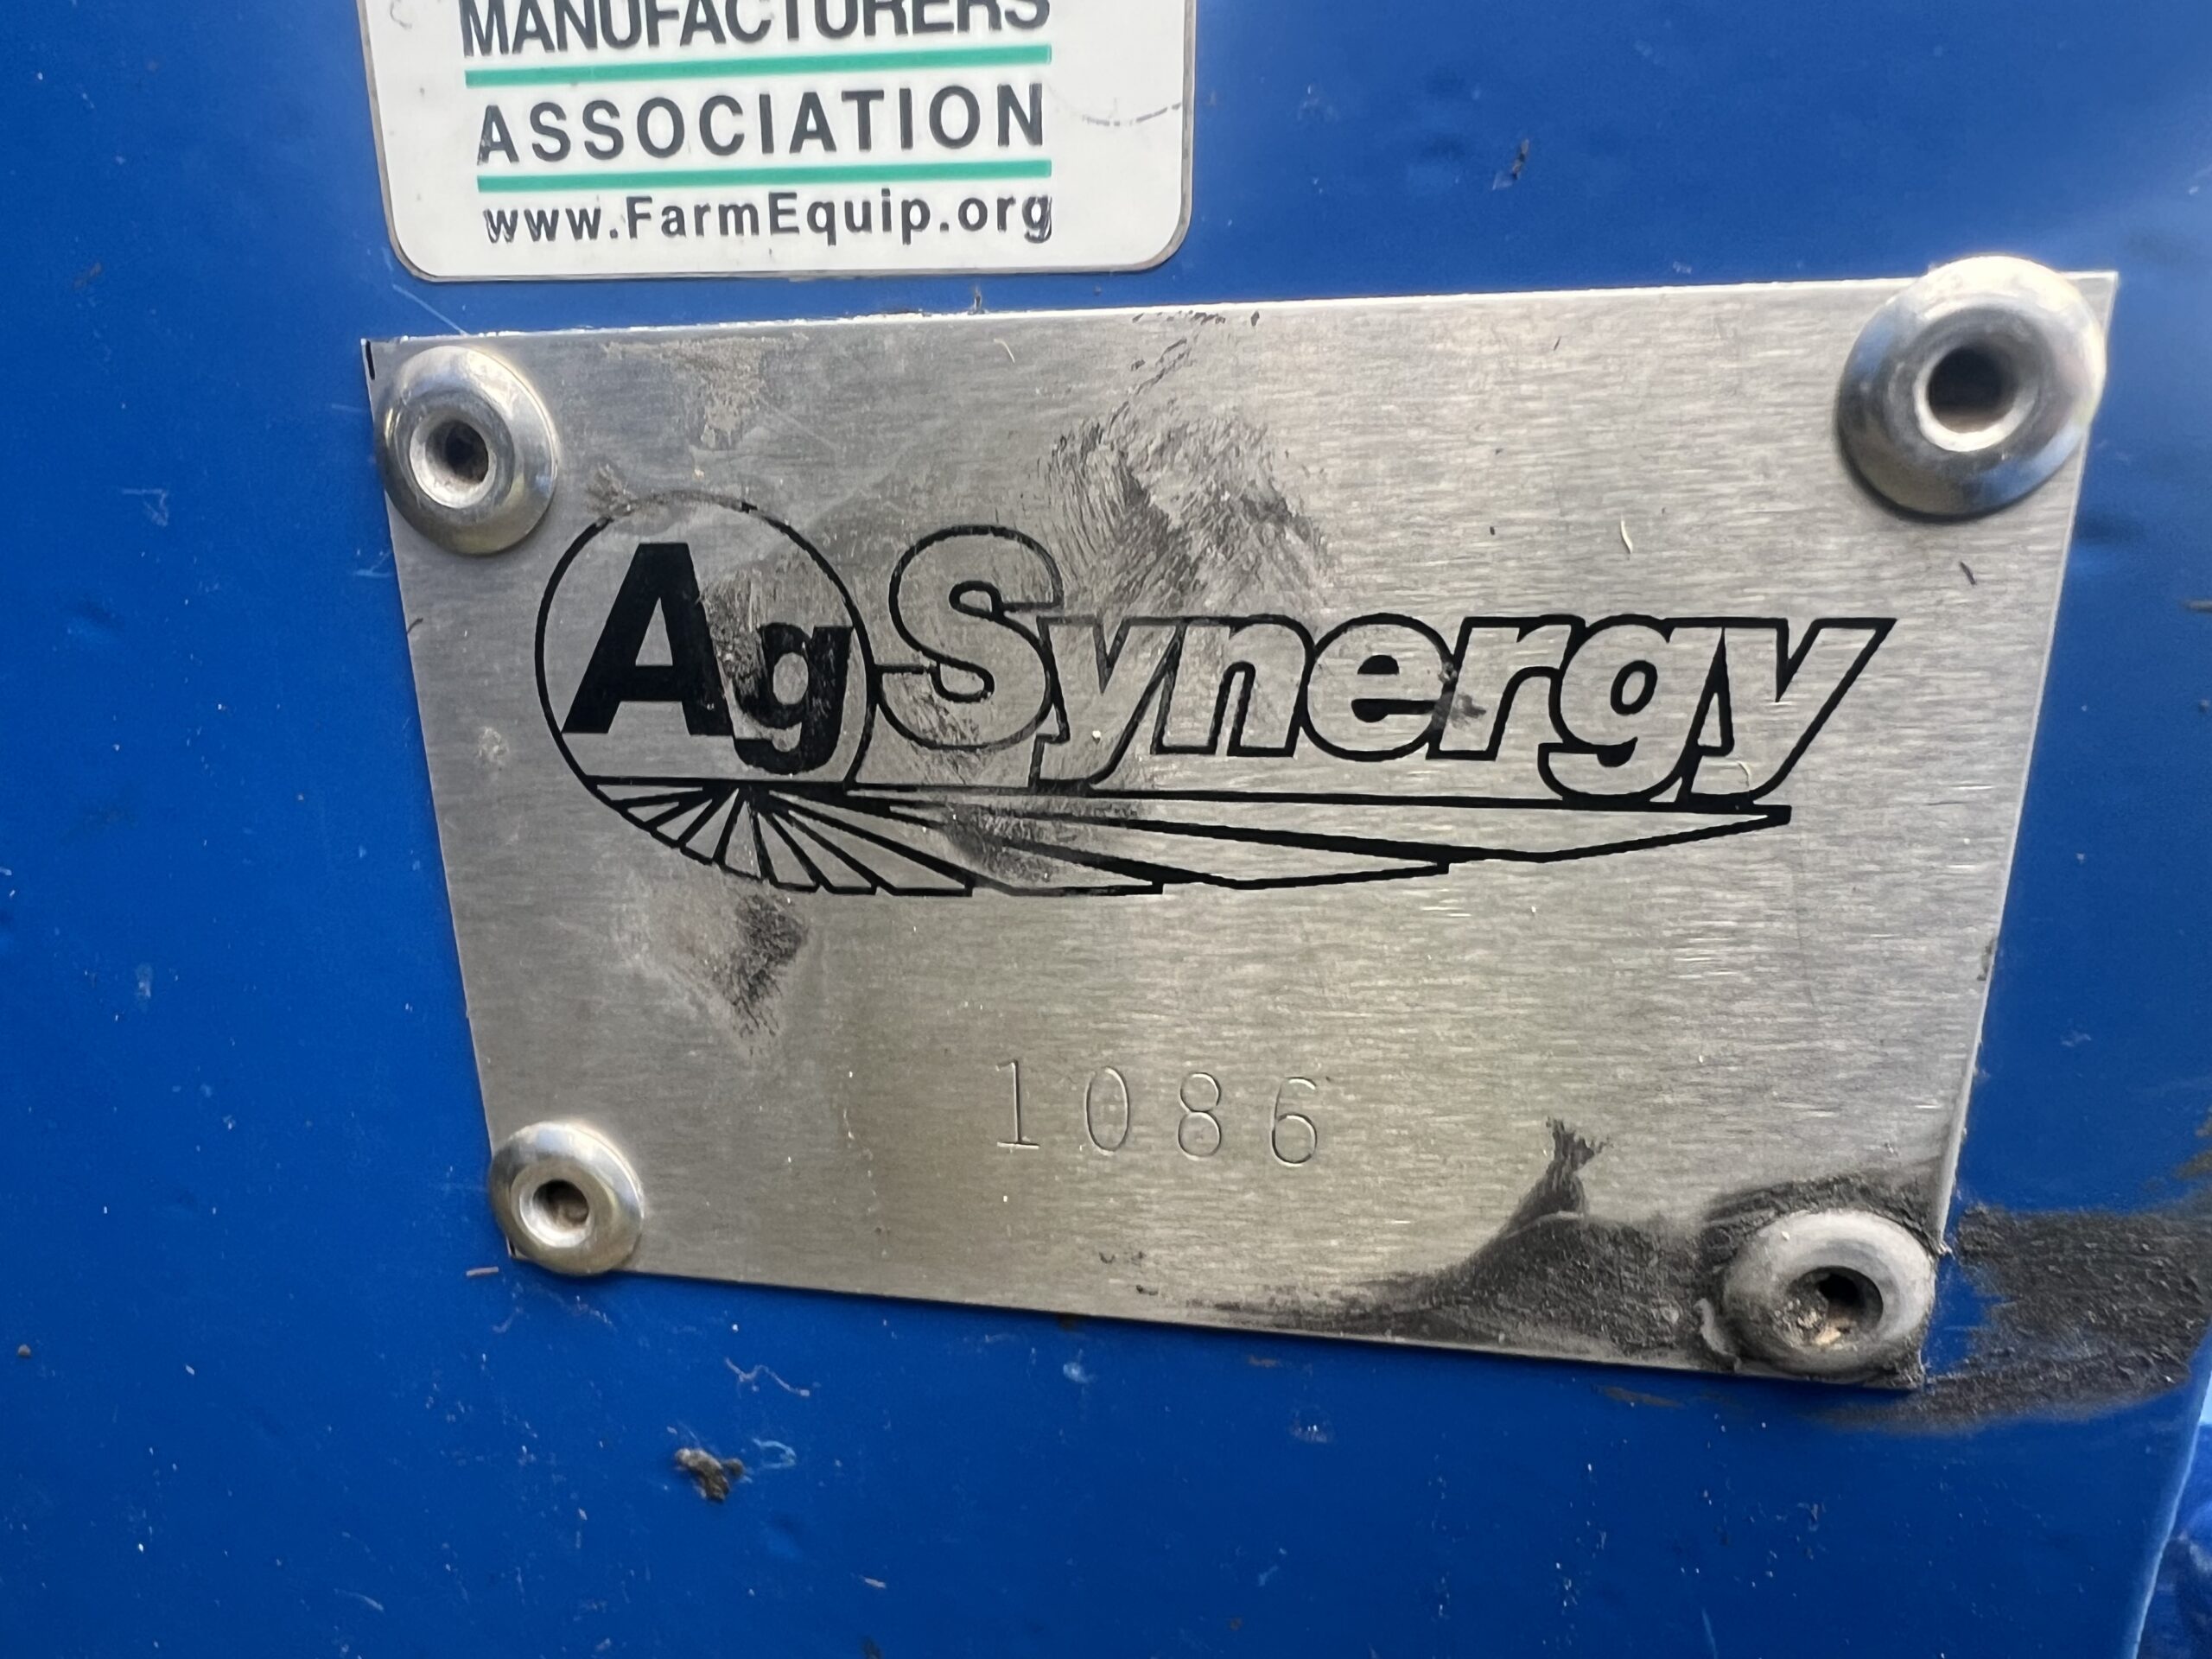 MANUFACTURERS
ASSOCIATION
www.FarmEquip.org
AgSynergy
1086